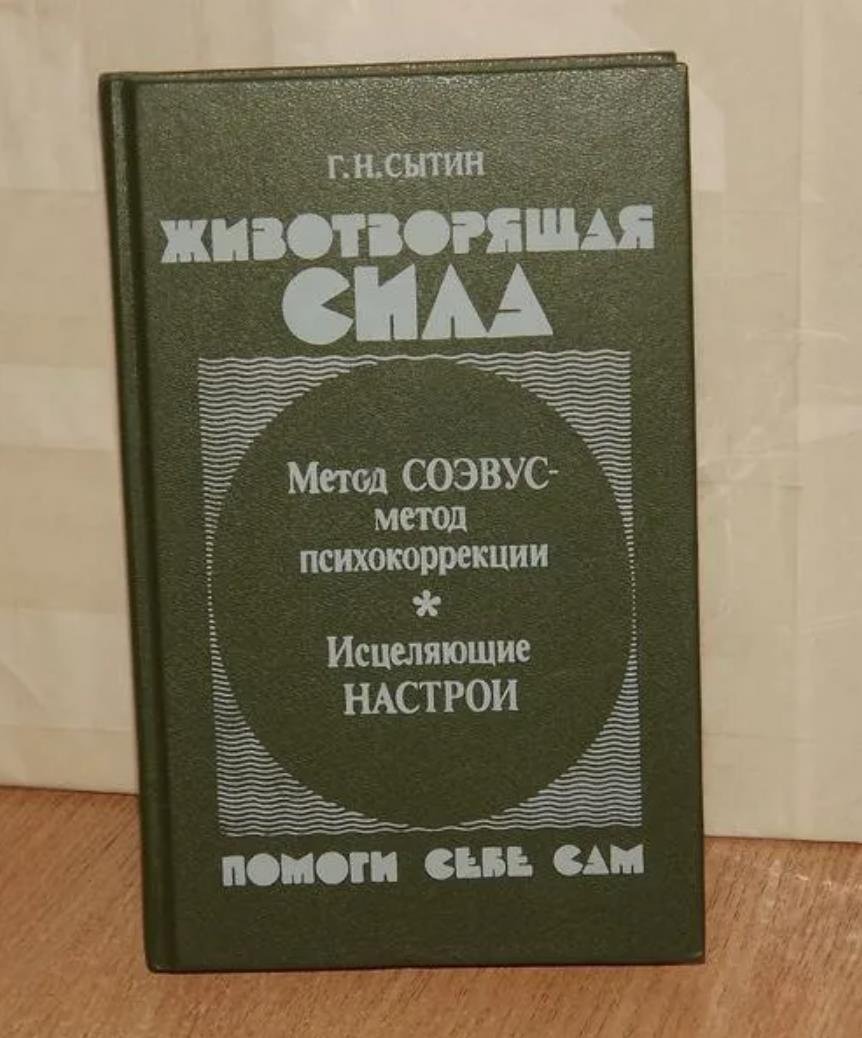 Г. Н. СЫТИН
ЖИВОТВОРЯЩАЯ
СИЛА
Метод СОЭВУС-
метод
психокоррекции
*
Исцеляющие
НАСТРОИ
ПОМОГИ СЕБЕ САМ